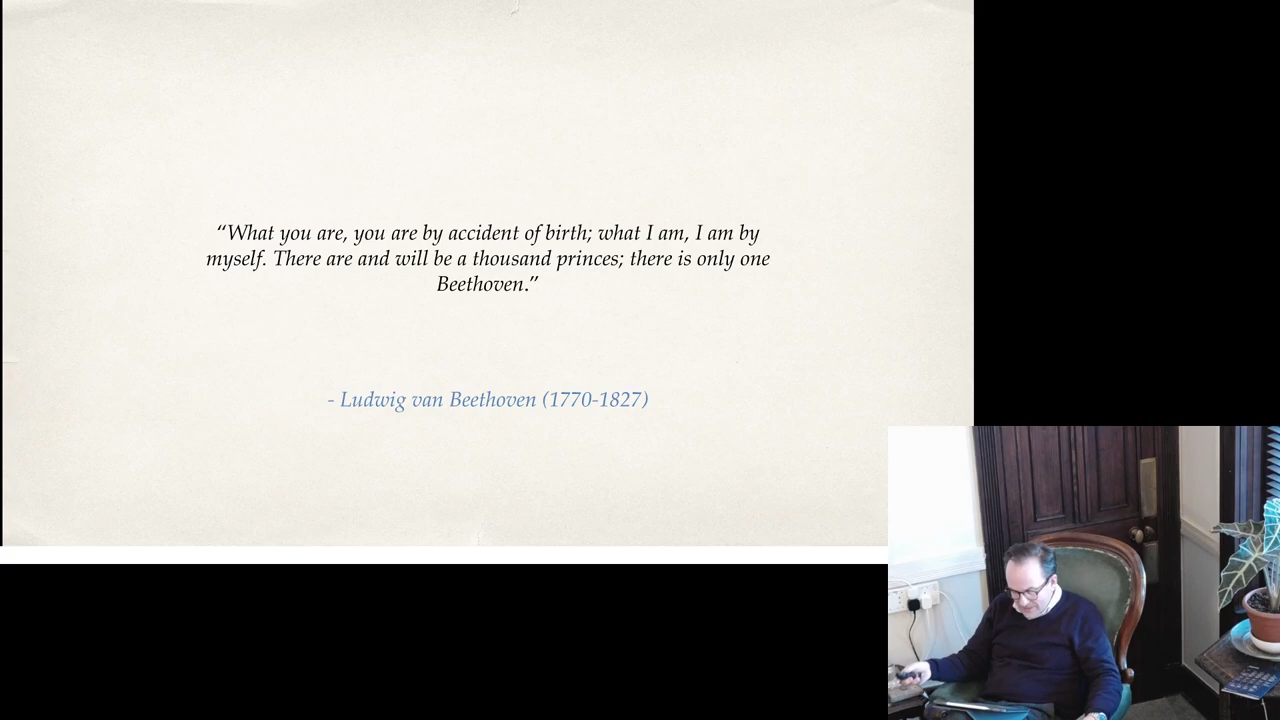 “What you are, you are by accident of birth; what I am, I am by
myself. There are and will be a thousand princes; there is only one
Beethoven.”
- Ludwig van Beethoven (1770-1827)